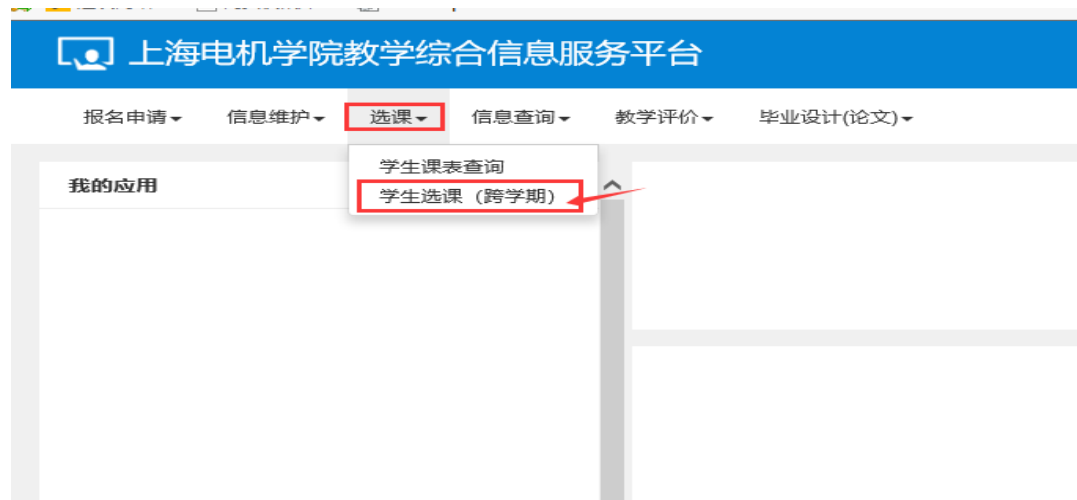 上海电机学院教学综合信息服务平台
报名申请 信息维护 选课 信息查询 教学评价 毕业设计(论文)
学生课表查询
我的应用
学生选课（跨学期）